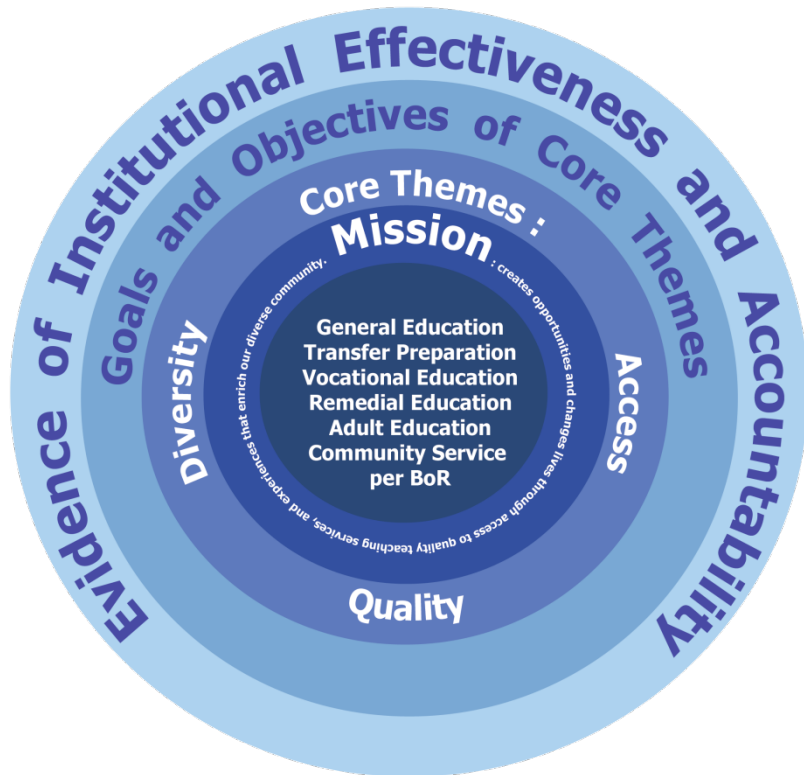 Evidence of Institutional Effectiveness and Accountability
Goals and Objectives of Core Themes
Core Themes :
Access
Quality
Diversity
Mission
: creates opportunities and changes lives through access to quality teaching services, and experiences that enrich our diverse community.
General Education
Transfer Preparation
Vocational Education
Remedial Education
Adult Education
Community Service
per BoR